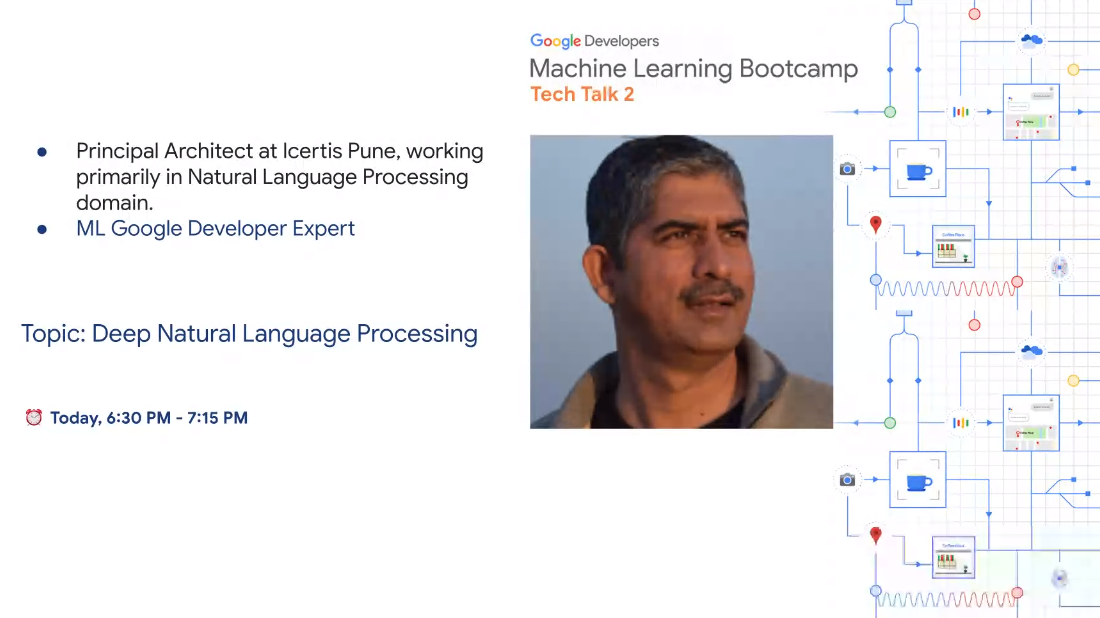 Google Developers
Machine Learning Bootcamp
Tech Talk 2
● Principal Architect at Icertis Pune, working
primarily in Natural Language Processing
domain.
● ML Google Developer Expert
Topic: Deep Natural Language Processing
Today, 6:30 PM - 7:15 PM